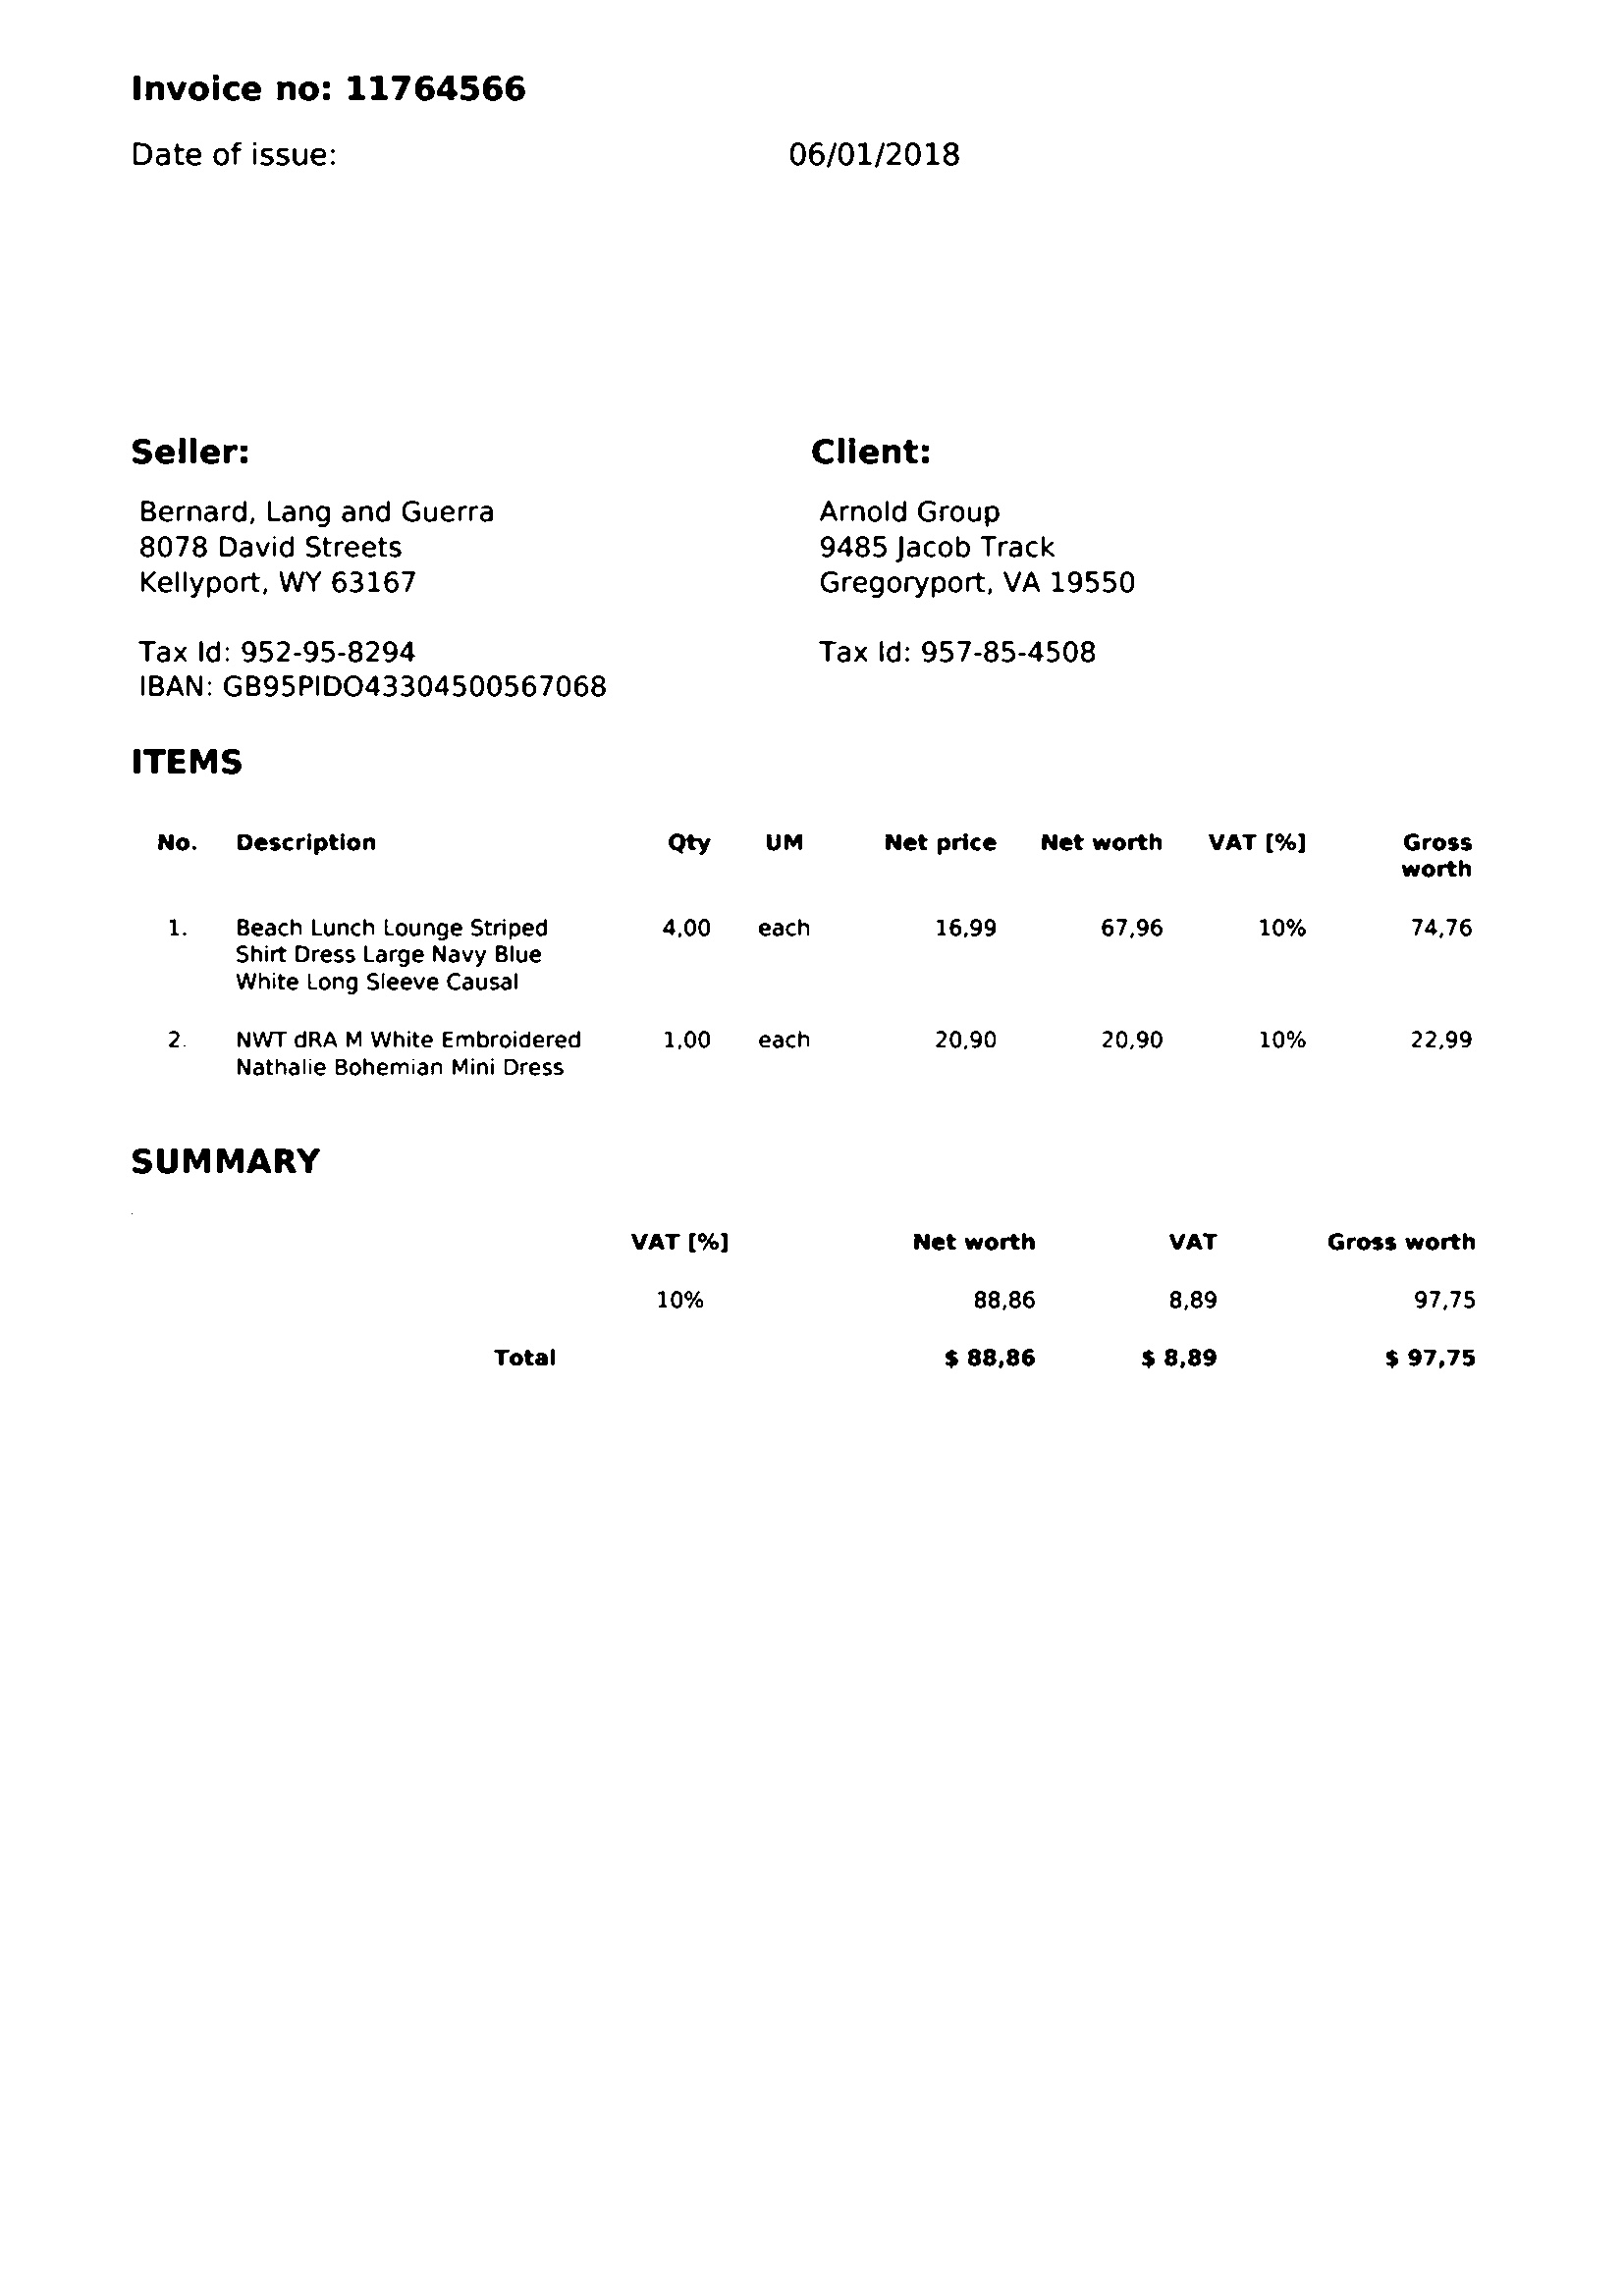 Invoice no: 11764566
Date of issue: 06/01/2018
Seller:
Bernard, Lang and Guerra
8078 David Streets
Kellyport, WY 63167
Tax Id: 952-95-8294
IBAN: GB95PIDO43304500567068
Client:
Arnold Group
9485 Jacob Track
Gregoryport, VA 19550
Tax Id: 957-85-4508
ITEMS
No. Description Qty UM Net price Net worth VAT [%] Gross
worth
1. Beach Lunch Lounge Striped 4,00 each 16,99 67,96 10% 74,76
Shirt Dress Large Navy Blue
White Long Sleeve Causal
2. NWT dRA M White Embroidered 1,00 each 20,90 20,90 10% 22,99
Nathalie Bohemian Mini Dress
SUMMARY
VAT [%] Net worth VAT Gross worth
10% 88,86 8,89 97,75
Total $ 88,86 $ 8,89 $ 97,75